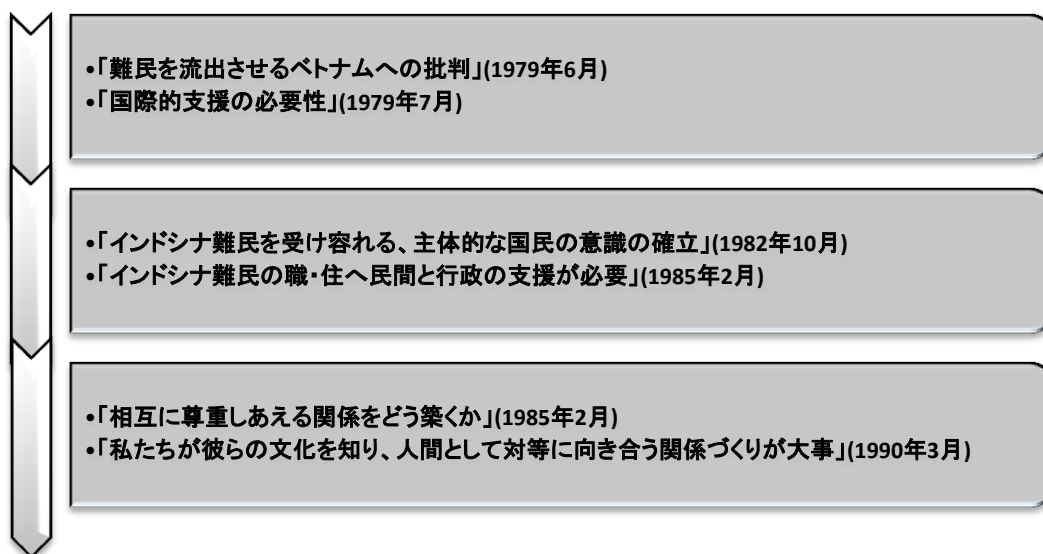 •「難民を流出させるベトナムへの批判」(1979年6月)
•「国際的支援の必要性」(1979年7月)
•「インドシナ難民を受け容れる、主体的な国民の意識の確立」(1982年10月)
•「インドシナ難民の職・住へ民間と行政の支援が必要」(1985年2月)
•「相互に尊重しあえる関係をどう築くか」(1985年2月)
•「私たちが彼らの文化を知り、人間として対等に向き合う関係づくりが大事」(1990年3月)